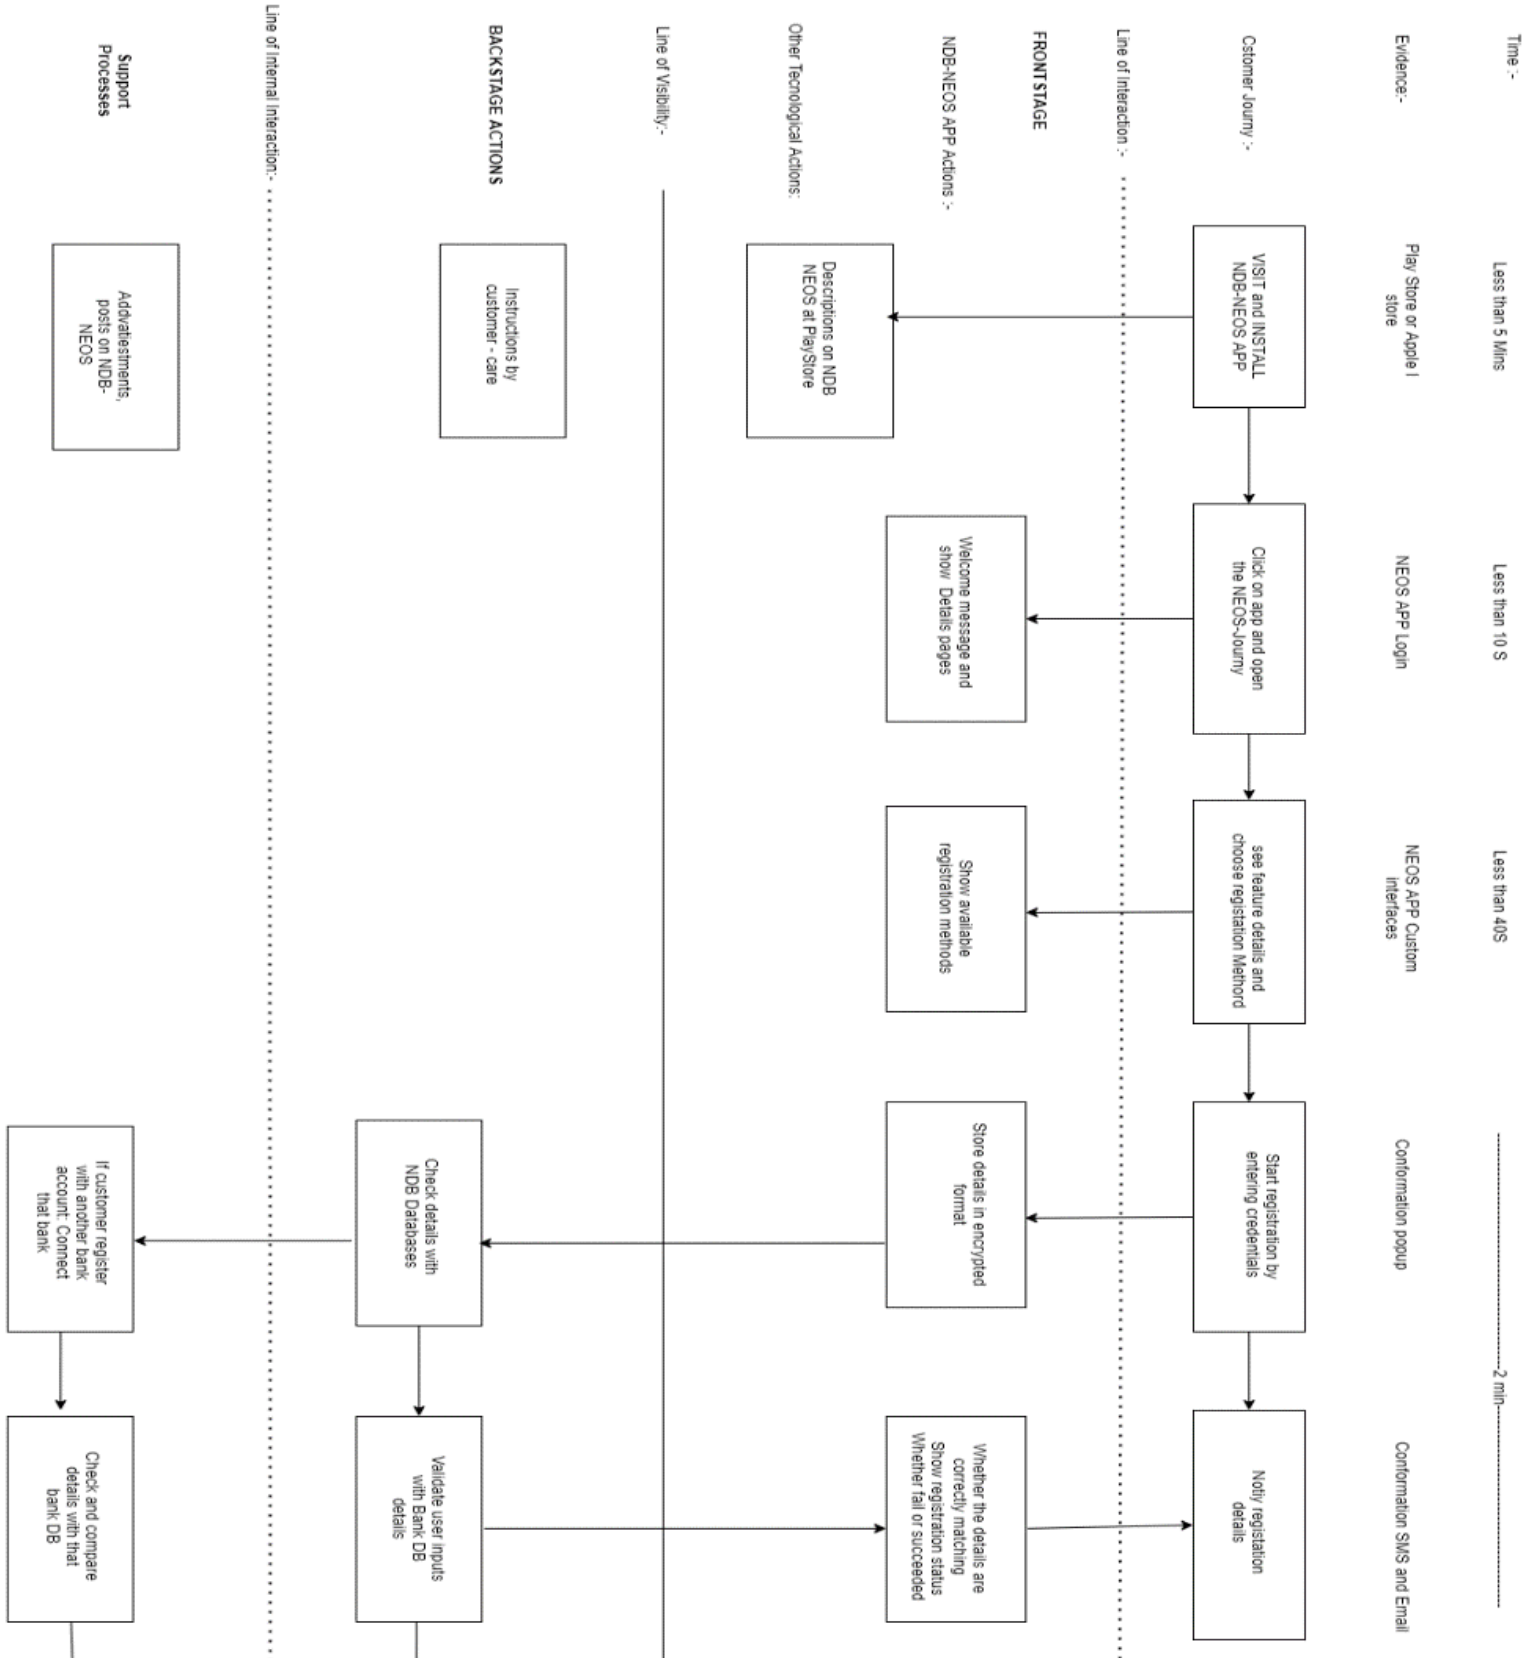 Time :-
Less than 5 Mins
Less than 10 S
Less than 40S
2 min
Evidence:-
Play Store or Apple I
store
NEOS APP Login
NEOS APP Custom
interfaces
Conformation popup
Conformation SMS and Email
Cstomer Journy :-
VISIT and INSTALL
NDB-NEOS APP
Click on app and open
the NEOS-Journy
see feature details and
choose registation Methord
Start registration by
entering credentials
Notiy registation
details
Line of Interaction :-
FRONTSTAGE
NDB-NEOS APP Actions :-
Welcome message and
show Details pages
Show available
registration methods
Store details in encrypted
format
Whether the details are
correctly matching
Show registration status
Whether fail or succeeded
Other Tecnological Actions:
Descriptions on NDB
NEOS at PlayStore
Line of Visibility:-
BACKSTAGE ACTIONS
Instructions by
customer - care
Check details with
NDB Databases
Validate user inputs
with Bank DB
details
Line of Internal Interaction:-
Support
Processes
Addvatiestments,
posts on NDB-
NEOS
If customer register
with another bank
account: Connect
that bank
Check and compare
details with that
bank DB